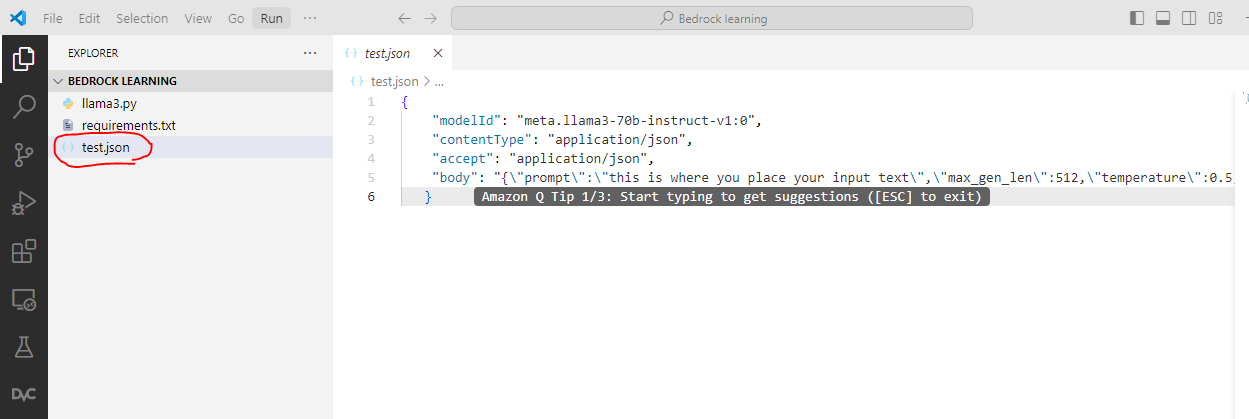 File Edit Selection View Go Run ...
Bedrock learning
EXPLORER ...
test.json
BEDROCK LEARNING
llama3.py
requirements.txt
test.json
DVC
test.json > ...
1 {
2 "modelId": "meta.llama3-70b-instruct-v1:0",
3 "contentType": "application/json",
4 "accept": "application/json",
5 "body": "{\"prompt\":\"this is where you place your input text\",\"max_gen_len\":512,\"temperature\":0.5,
6 }
Amazon Q Tip 1/3: Start typing to get suggestions ([ESC] to exit)